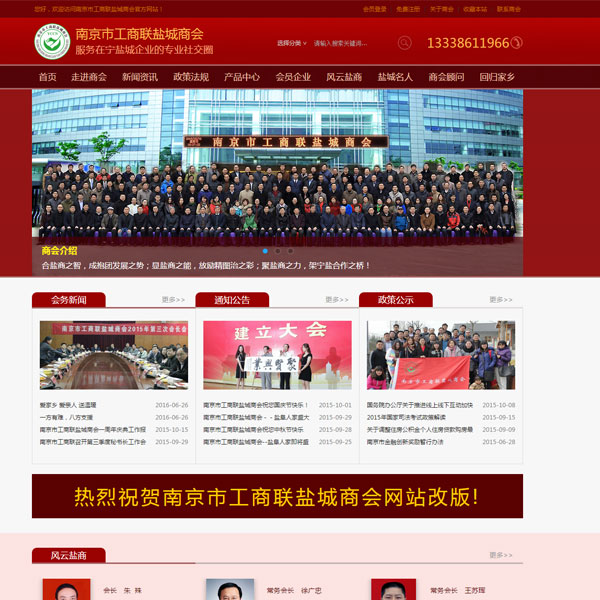 您好，欢迎访问南京市工商联盐城商会官方网站！
会员登录 免费注册 关于商会 收藏本站 联系商会
南京市工商联盐城商会
服务在宁盐城企业的专业社交圈
选择分类
请输入搜索关键词...
13338611966
首页 走进商会 新闻资讯 政策法规 产品中心 会员企业 风云盐商 盐城名人 商会顾问 回归家乡
南京市工商联盐城商会
商会介绍
合盐商之智，成抱团发展之势；显盐商之能，放励精图治之彩；聚盐商之力，架宁盐合作之桥！
会务新闻 更多>>
通知公告 更多>>
政策公示 更多>>
南京市工商联盐城商会2015年第三次会长会
建立大会
搬家乡 搬亲人 送温暖 2016-06-26
一方有难，八方支援 2016-06-26
南京市工商联盐城商会一周年庆典工作报 2015-10-15
南京市工商联召开第三季度秘书长工作会 2015-09-29
南京市工商联盐城商会祝您国庆节快乐！ 2015-10-01
南京市工商联盐城商会--盐阜人家盛大 2015-09-29
南京市工商联盐城商会祝您中秋节快乐 2015-09-28
南京市工商联盐城商会--盐阜人家即将盛 2015-09-25
国务院办公厅关于推进线上线下互动加快 2015-10-08
2015年国家司法考试政策解读 2015-09-15
关于调整住房公积金个人住房贷款购房最 2015-09-15
南京市金融创新奖励暂行办法 2015-06-28
热烈祝贺南京市工商联盐城商会网站改版!
风云盐商 更多>>
会长 朱 殊
常务会长 徐广忠
常务会长 王苏珲